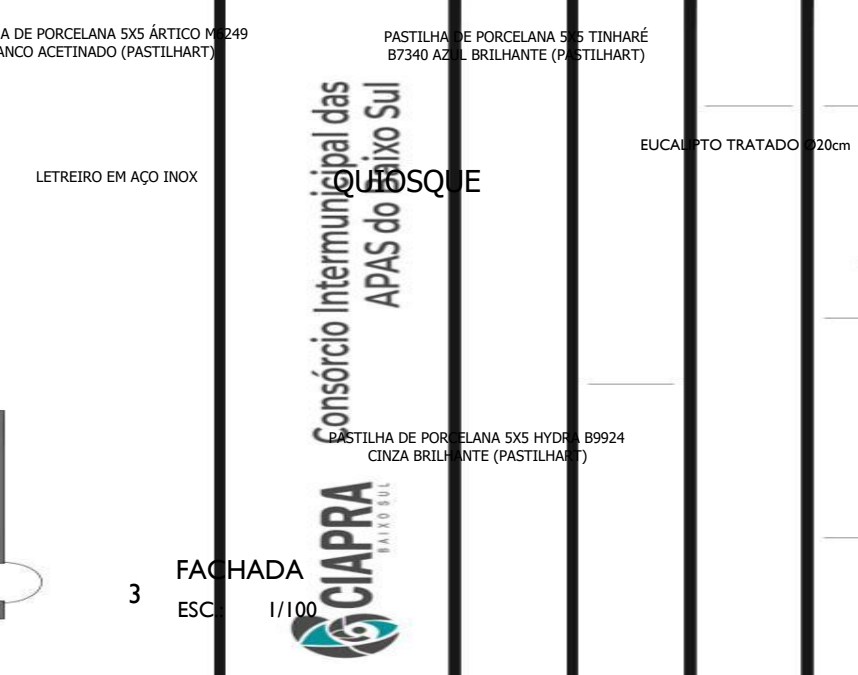 A DE PORCELANA 5X5 ÁRTICO M6249
ANCO ACETINADO (PASTILHART)
PASTILHA DE PORCELANA 5X5 TINHARÉ
B7340 AZUL BRILHANTE (PASTILHART)
EUCALIPTO TRATADO Ø20cm
LETREIRO EM AÇO INOX
QUIOSQUE
Consórcio Intermunicipal das
APAS do Baixo Sul
PASTILHA DE PORCELANA 5X5 HYDRA B9924
CINZA BRILHANTE (PASTILHART)
CIAPRA
BAIXO SUL
3
FACHADA
ESC.: 1/100